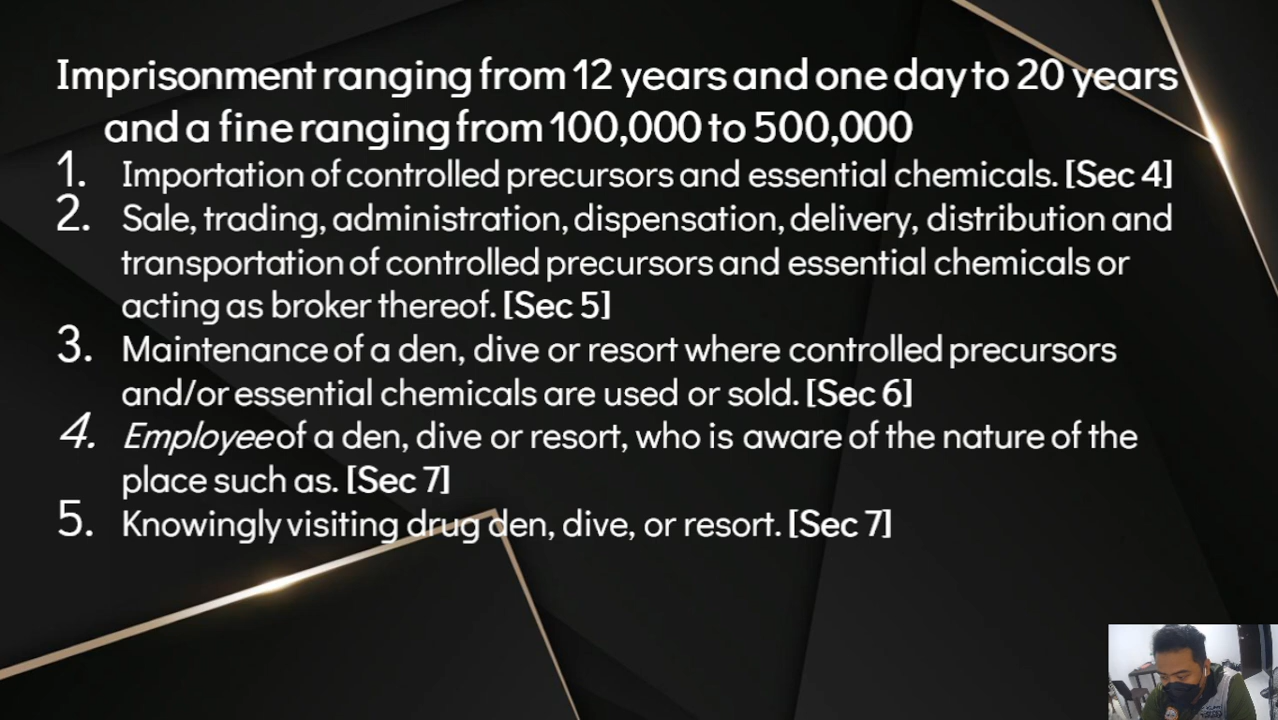 Imprisonment ranging from 12 years and one day to 20 years
and a fine ranging from 100,000 to 500,000
1. Importation of controlled precursors and essential chemicals. [Sec 4]
2. Sale, trading, administration, dispensation, delivery, distribution and
transportation of controlled precursors and essential chemicals or
acting as broker thereof. [Sec 5]
3. Maintenance of a den, dive or resort where controlled precursors
and/or essential chemicals are used or sold. [Sec 6]
4. Employee of a den, dive or resort, who is aware of the nature of the
place such as. [Sec 7]
5. Knowingly visiting drug den, dive, or resort. [Sec 7]